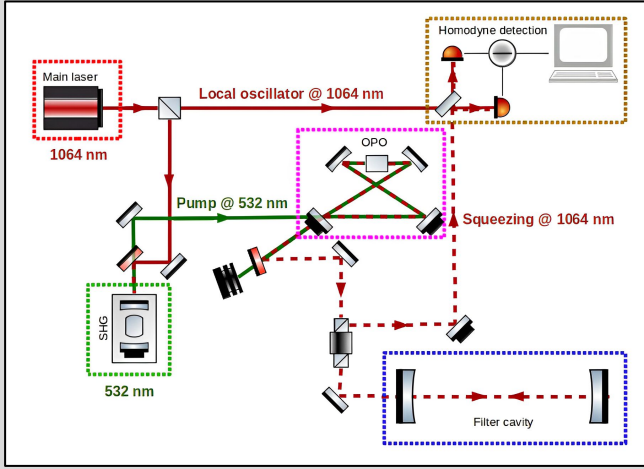 Homodyne detection
Main laser
Local oscillator @ 1064 nm
1064 nm
OPO
Pump @ 532 nm
Squeezing @ 1064 nm
SHG
532 nm
Filter cavity